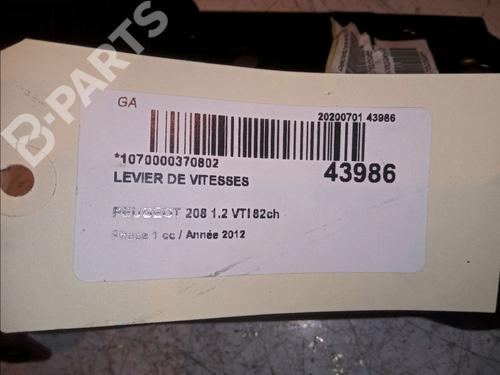 B-PARTS
GA
20200701 43986
*1070000370802
43986
LEVIER DE VITESSES
PEUGEOT 208 1.2 VTI 82ch
Phase 1 cc / Année 2012